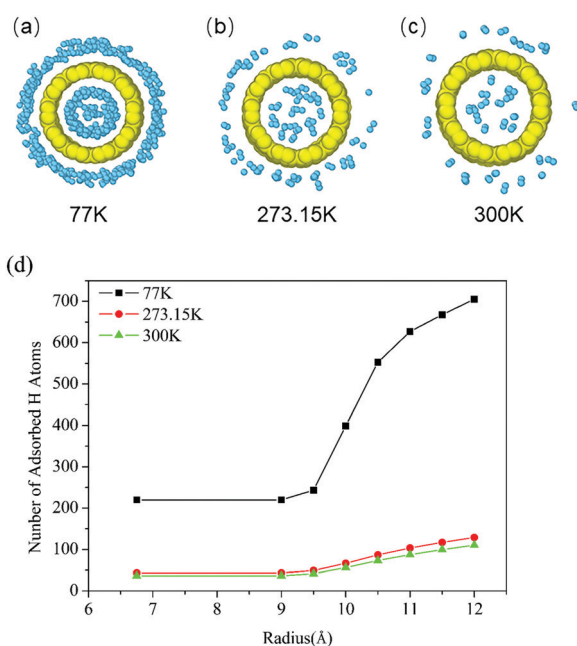 (a)
(b)
(c)
77K
273.15K
300K
(d)
77K
273.15K
300K
Nunber of Adsorbed H Atoms
700
600
500
400
300
200
100
0
6
7
8
9
10
11
12
Radius(Å)